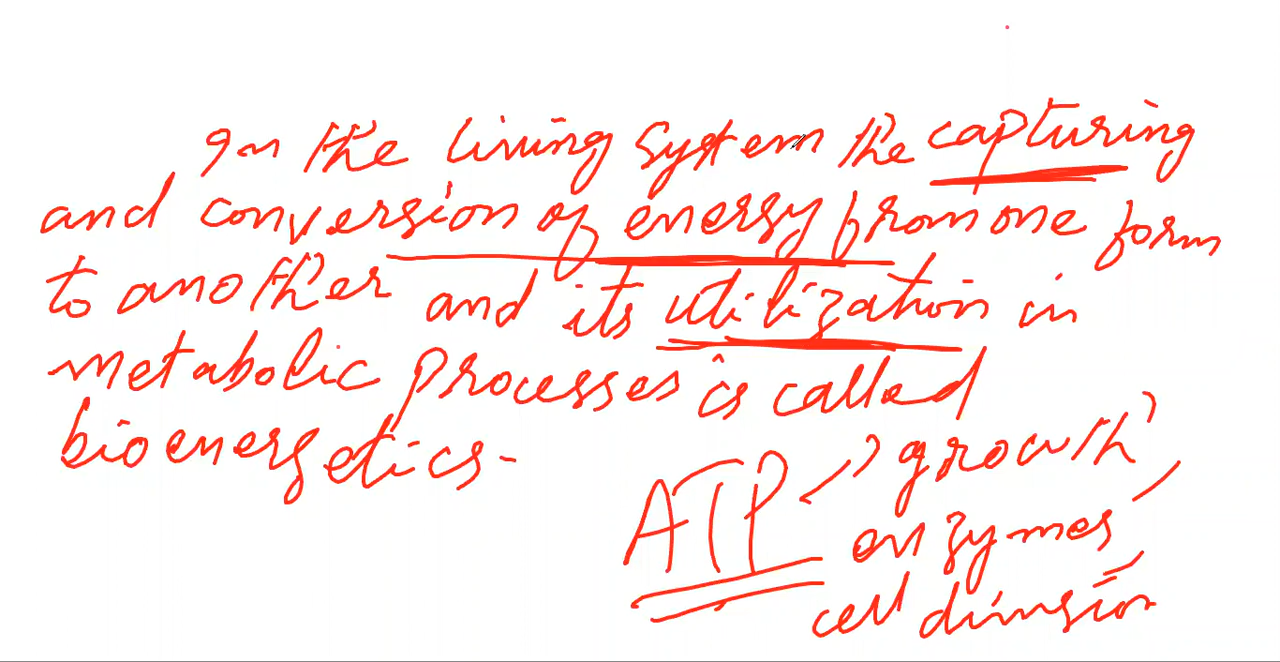 In the living system the capturing
and conversion of energy from one form
to another and its utilization in
metabolic processes is called
bioenergetics.
ATP growth
enzymes
cell